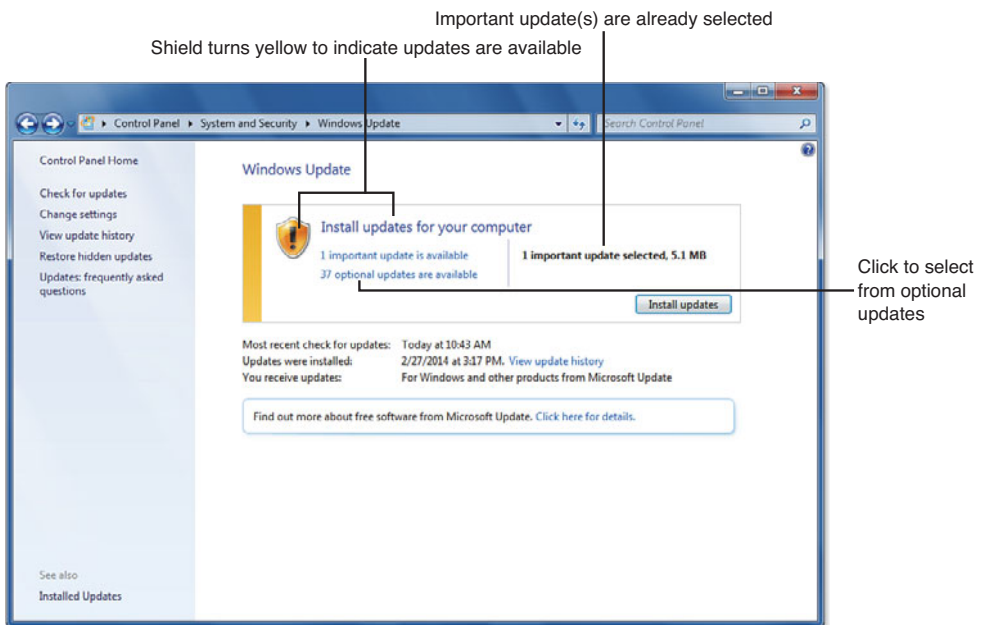 Important update(s) are already selected
Shield turns yellow to indicate updates are available
Control Panel ▸ System and Security ▸ Windows Update
Search Control Panel
Control Panel Home
Check for updates
Change settings
View update history
Restore hidden updates
Updates: frequently asked
questions
Windows Update
Install updates for your computer
1 important update is available
37 optional updates are available
1 important update selected, 5.1 MB
Install updates
Click to select
from optional
updates
Most recent check for updates: Today at 10:43 AM
Updates were installed: 2/27/2014 at 3:17 PM. View update history
You receive updates: For Windows and other products from Microsoft Update
Find out more about free software from Microsoft Update. Click here for details.
See also
Installed Updates